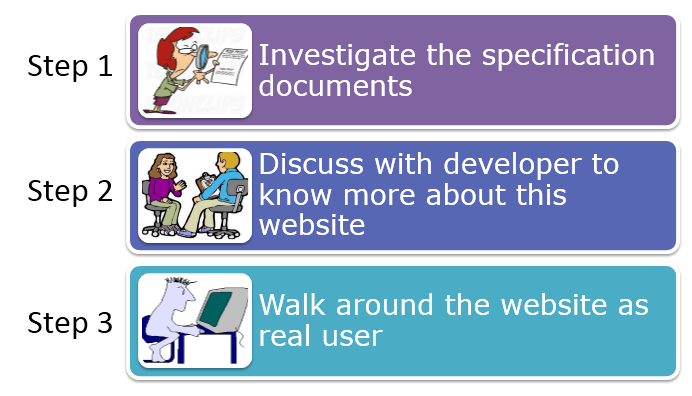 Step 1
Investigate the specification
documents
Step 2
Discuss with developer to
know more about this
website
Step 3
Walk around the website as
real user